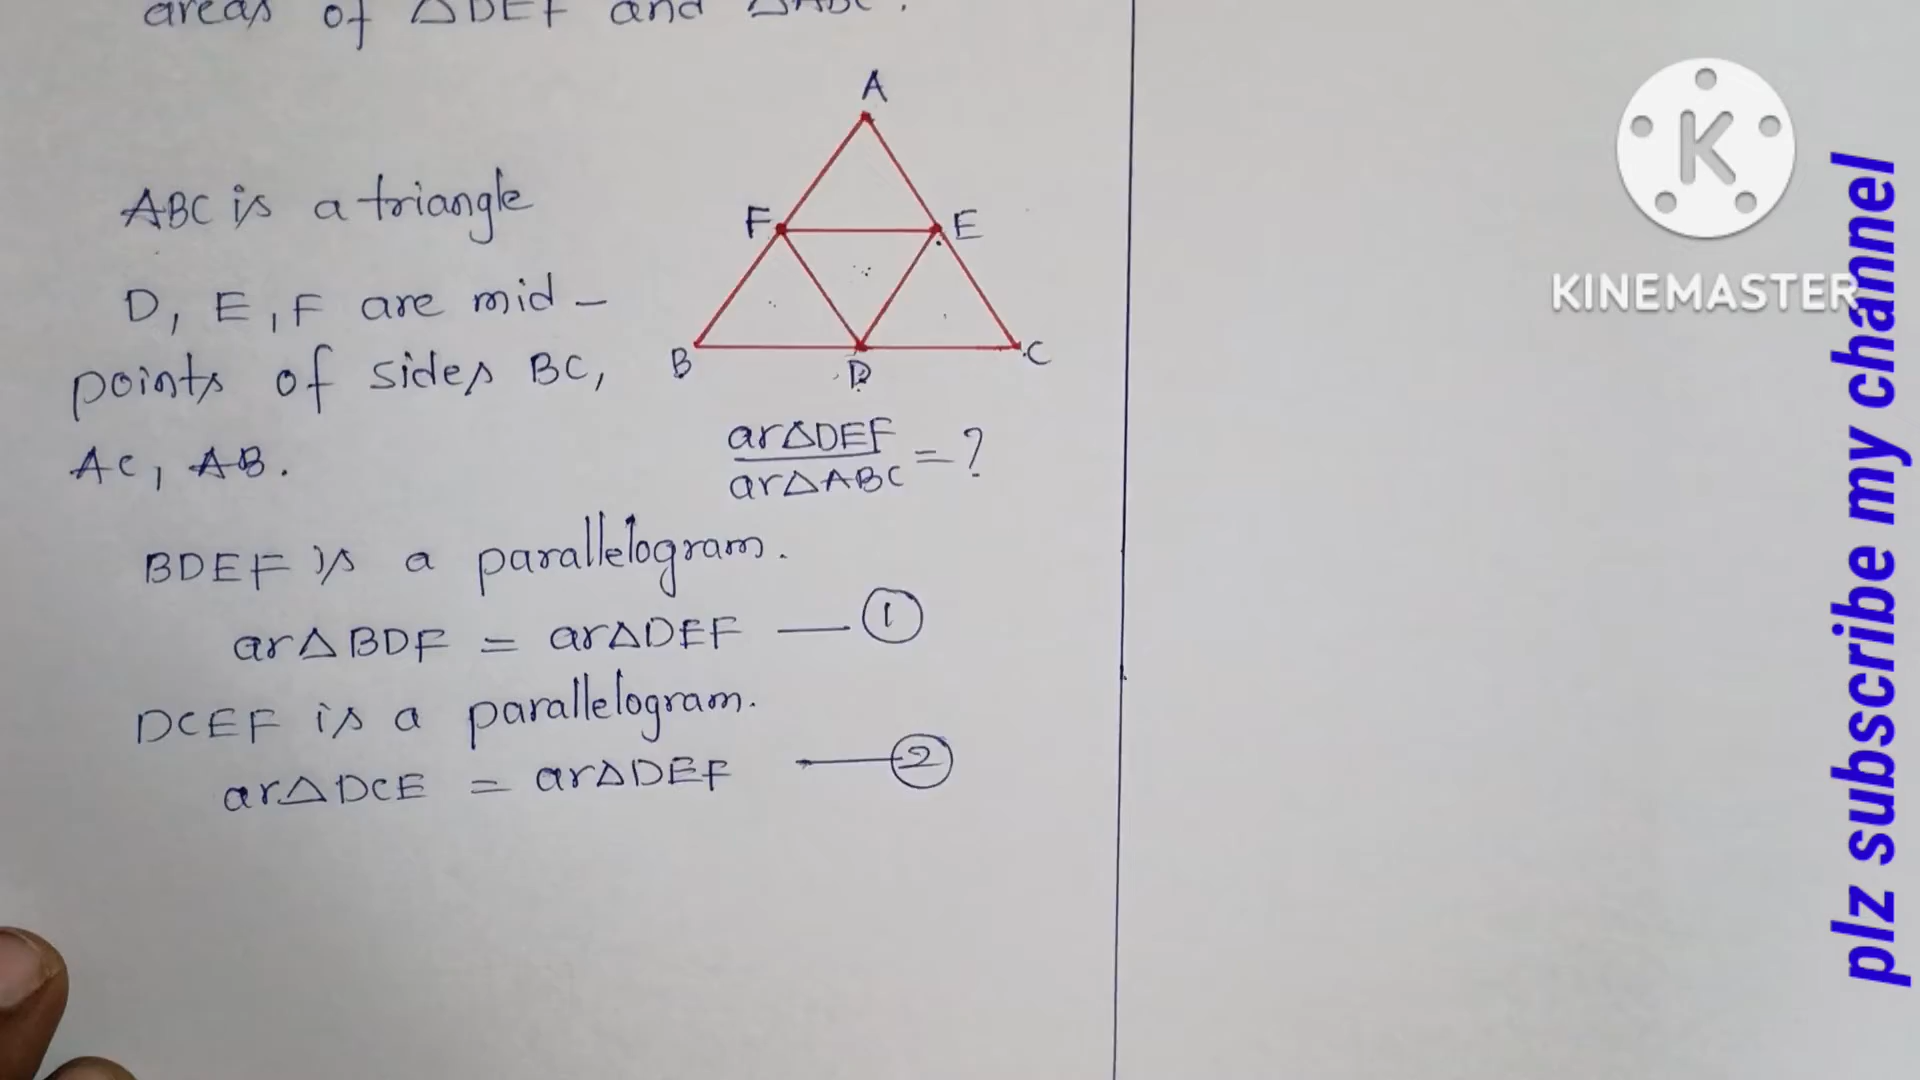 areas of △DEF and △ABC.
A
ABC is a triangle
F
E
D, E, F are mid-
points of sides BC,
B
D
C
AC, AB.
ar△DEF
ar△ABC = ?
BDEF is a parallelogram.
ar△BDF = ar△DEF — ①
DCEF is a parallelogram.
ar△DCE = ar△DEF — ②
K
KINEMASTER
plz subscribe my channel